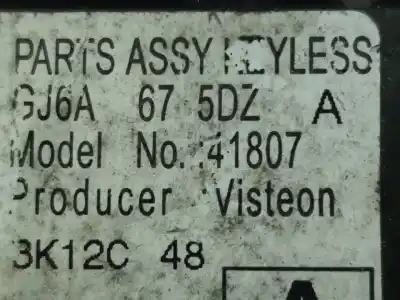 PARTS ASSY KEYLESS
GJ6A 67 5DZ A
Model No.:41807
Producer :Visteon
3K12C 48
A